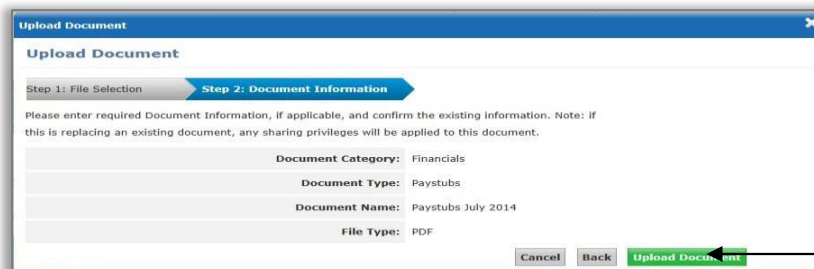 Upload Document
Upload Document
Step 1: File Selection Step 2: Document Information
Please enter required Document Information, if applicable, and confirm the existing information. Note: if
this is replacing an existing document, any sharing privileges will be applied to this document.
Document Category: Financials
Document Type: Paystubs
Document Name: Paystubs July 2014
File Type: PDF
Cancel Back Upload Document